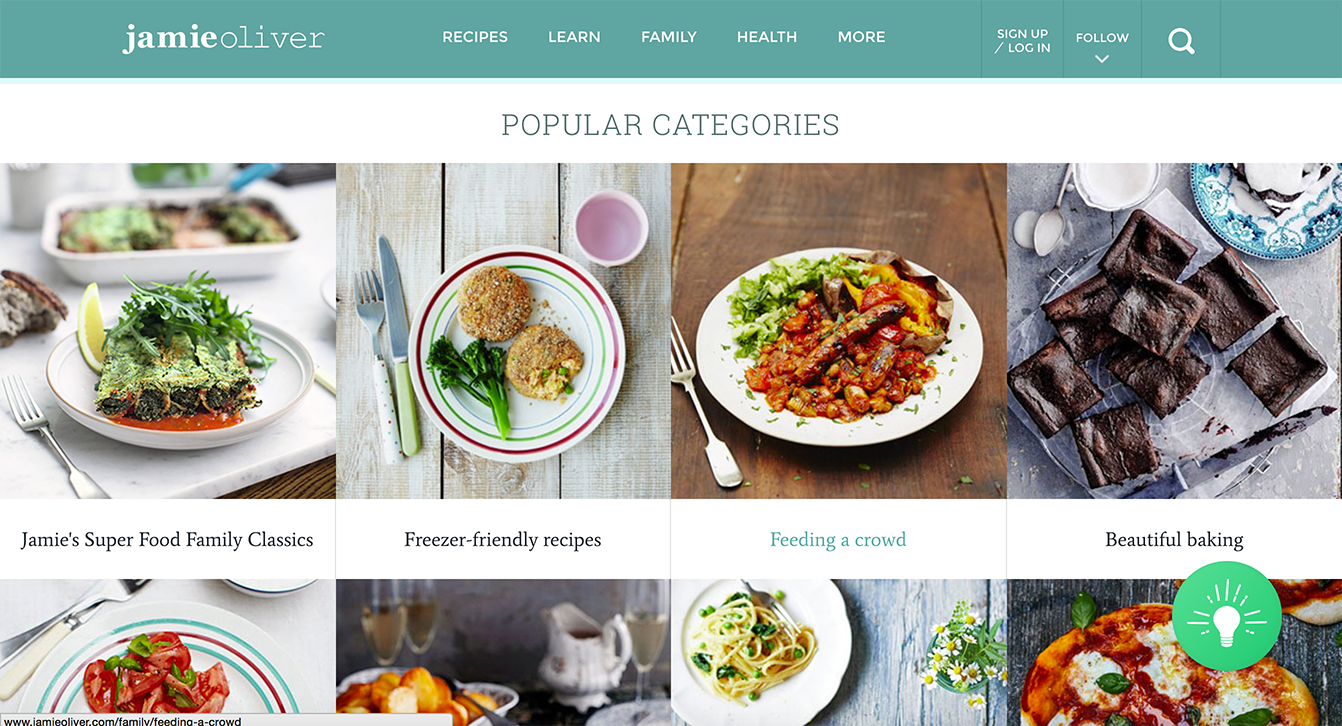 jamieoliver
RECIPES LEARN FAMILY HEALTH MORE
SIGN UP
/ LOG IN
FOLLOW
POPULAR CATEGORIES
Jamie's Super Food Family Classics
Freezer-friendly recipes
Feeding a crowd
Beautiful baking
www.jamieoliver.com/family/feeding-a-crowd